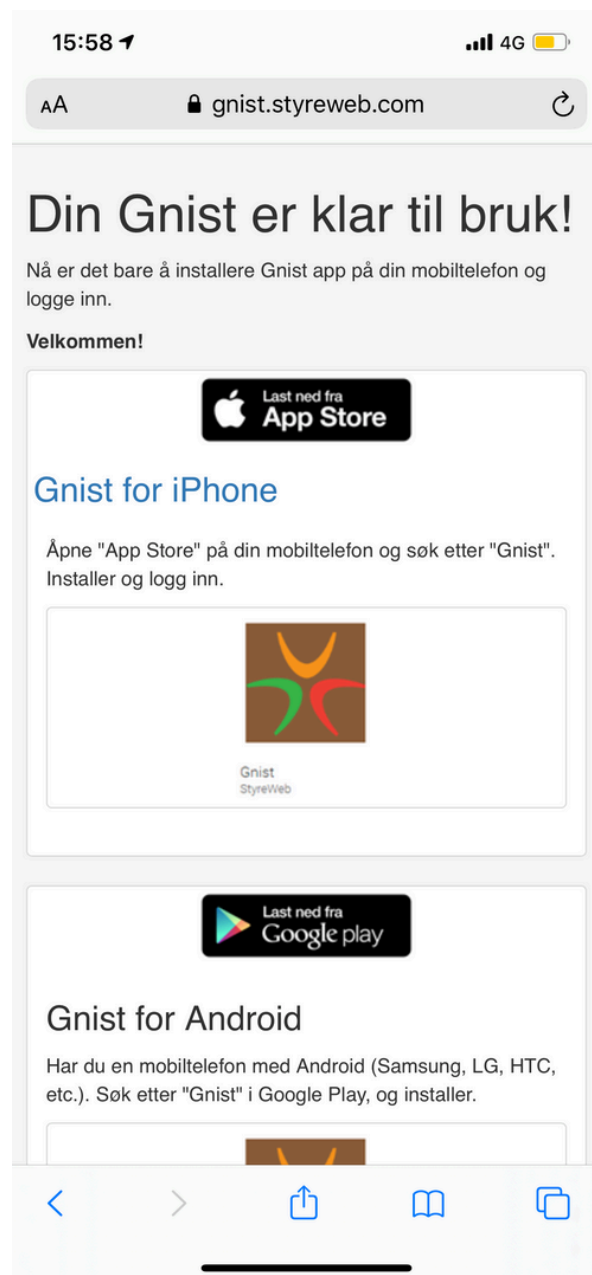 15:58
4G
AA
gnist.styreweb.com
Din Gnist er klar til bruk!
Nå er det bare å installere Gnist app på din mobiltelefon og
logge inn.
Velkommen!
Last ned fra
App Store
Gnist for iPhone
Åpne "App Store" på din mobiltelefon og søk etter "Gnist".
Installer og logg inn.
Gnist
StyreWeb
Last ned fra
Google play
Gnist for Android
Har du en mobiltelefon med Android (Samsung, LG, HTC,
etc.). Søk etter "Gnist" i Google Play, og installer.